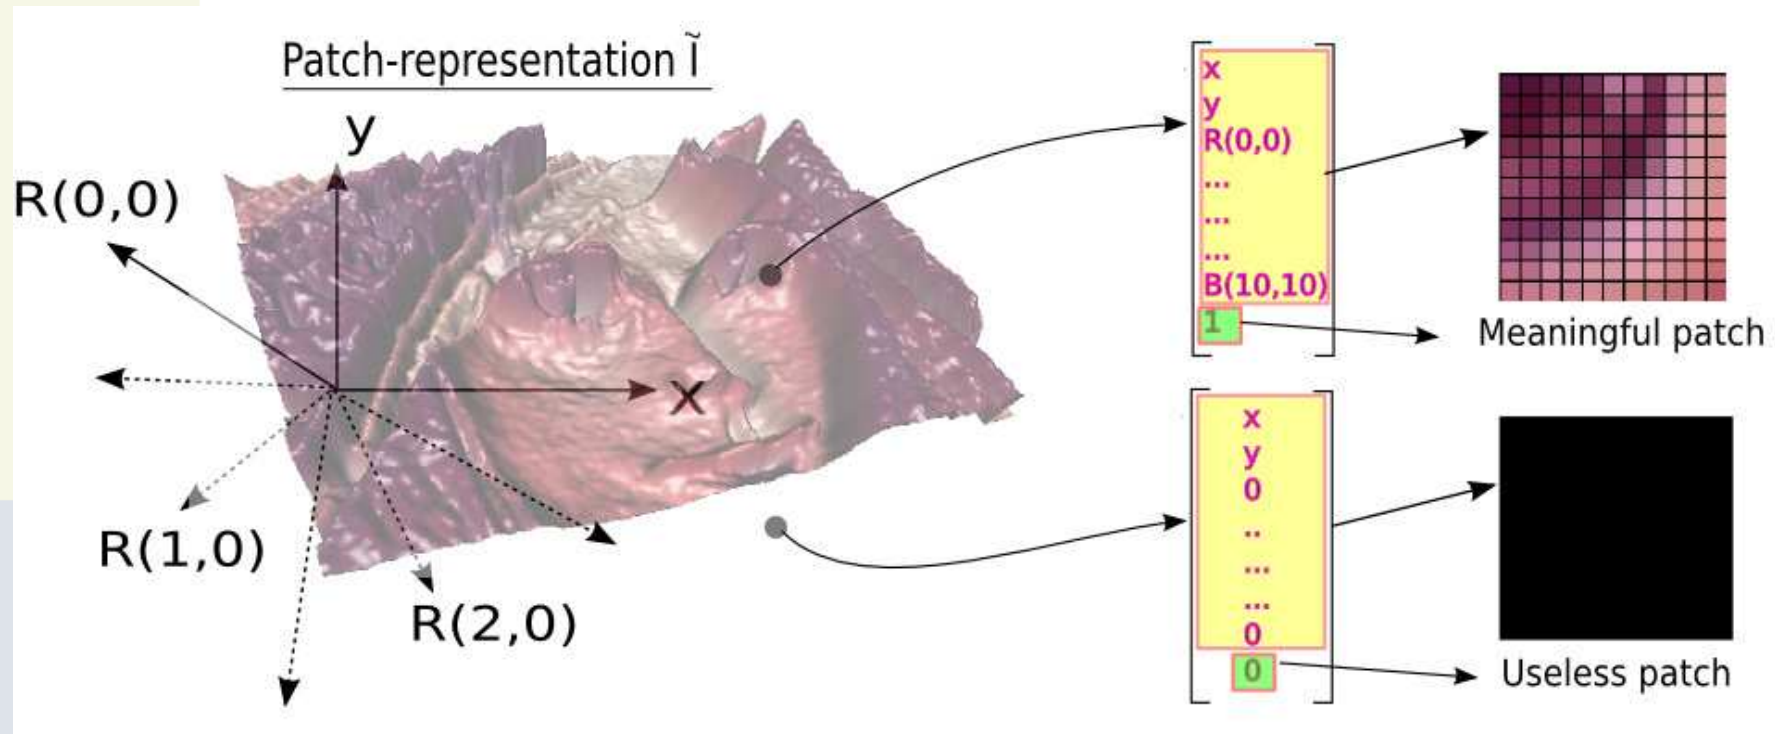 Patch-representation Ĩ
y
R(0,0)
x
R(1,0)
R(2,0)
x
y
R(0,0)
...
...
...
B(10,10)
1
Meaningful patch
x
y
0
..
...
...
0
0
Useless patch